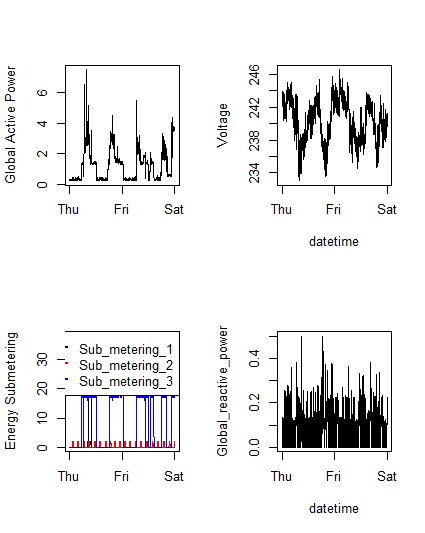 Global Active Power
0 2 4 6
Thu Fri Sat
Voltage
234 238 242 246
Thu Fri Sat
datetime
Energy Submetering
0 10 20 30
Sub_metering_1
Sub_metering_2
Sub_metering_3
Thu Fri Sat
Global_reactive_power
0.0 0.2 0.4
Thu Fri Sat
datetime